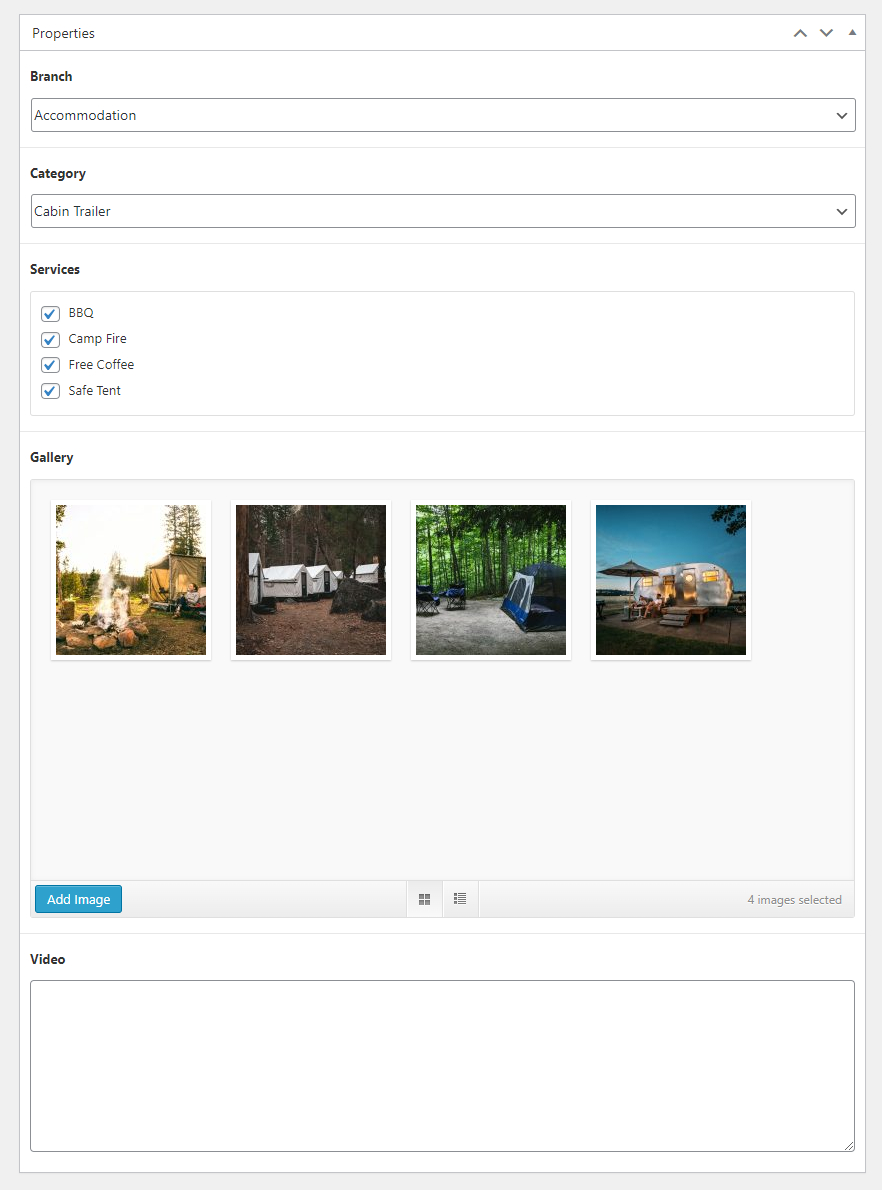 Properties
Branch
Accommodation
Category
Cabin Trailer
Services
BBQ
Camp Fire
Free Coffee
Safe Tent
Gallery
Add Image
4 images selected
Video